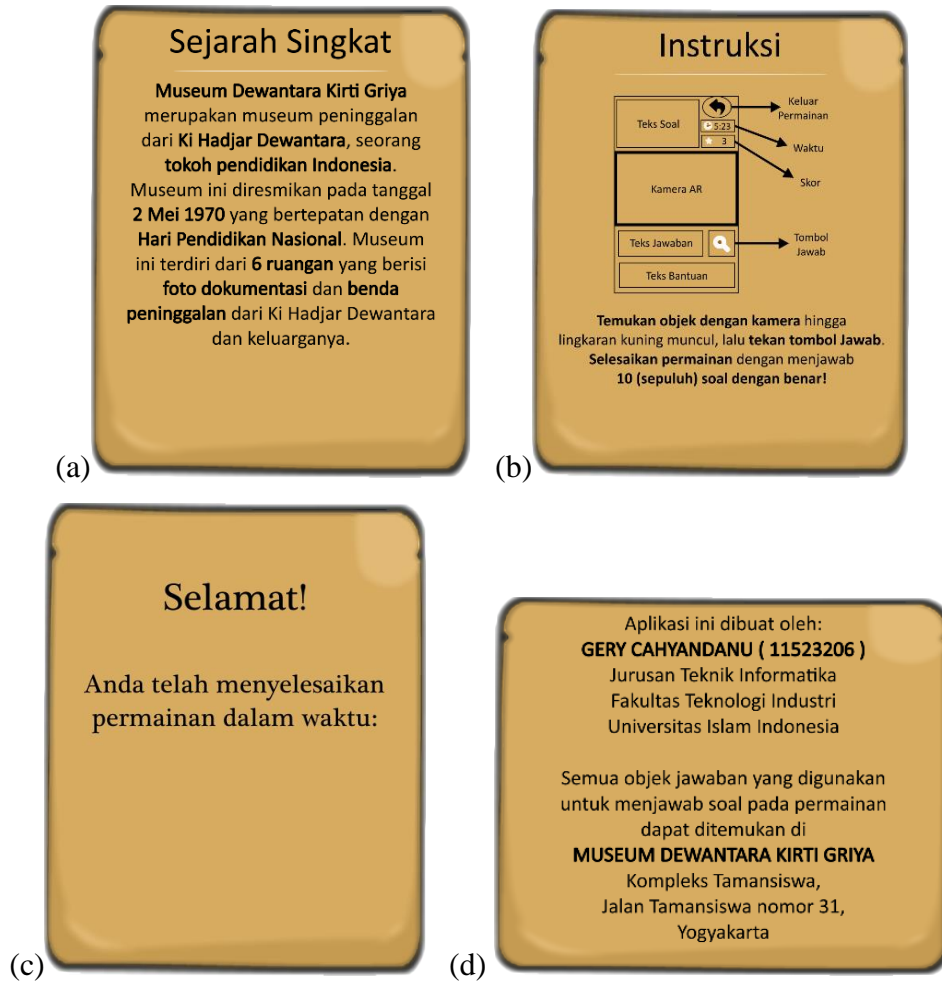 Sejarah Singkat
Museum Dewantara Kirti Griya
merupakan museum peninggalan
dari Ki Hadjar Dewantara, seorang
tokoh pendidikan Indonesia.
Museum ini diresmikan pada tanggal
2 Mei 1970 yang bertepatan dengan
Hari Pendidikan Nasional. Museum
ini terdiri dari 6 ruangan yang berisi
foto dokumentasi dan benda
peninggalan dari Ki Hadjar Dewantara
dan keluarganya.
(a)
Instruksi
Teks Soal
5:23
3
Keluar
Permainan
Waktu
Skor
Kamera AR
Teks Jawaban
Tombol
Jawab
Teks Bantuan
Temukan objek dengan kamera hingga
lingkaran kuning muncul, lalu tekan tombol Jawab.
Selesaikan permainan dengan menjawab
10 (sepuluh) soal dengan benar!
(b)
Selamat!
Anda telah menyelesaikan
permainan dalam waktu:
(c)
Aplikasi ini dibuat oleh:
GERY CAHYANDANU ( 11523206 )
Jurusan Teknik Informatika
Fakultas Teknologi Industri
Universitas Islam Indonesia
Semua objek jawaban yang digunakan
untuk menjawab soal pada permainan
dapat ditemukan di
MUSEUM DEWANTARA KIRTI GRIYA
Kompleks Tamansiswa,
Jalan Tamansiswa nomor 31,
Yogyakarta
(d)